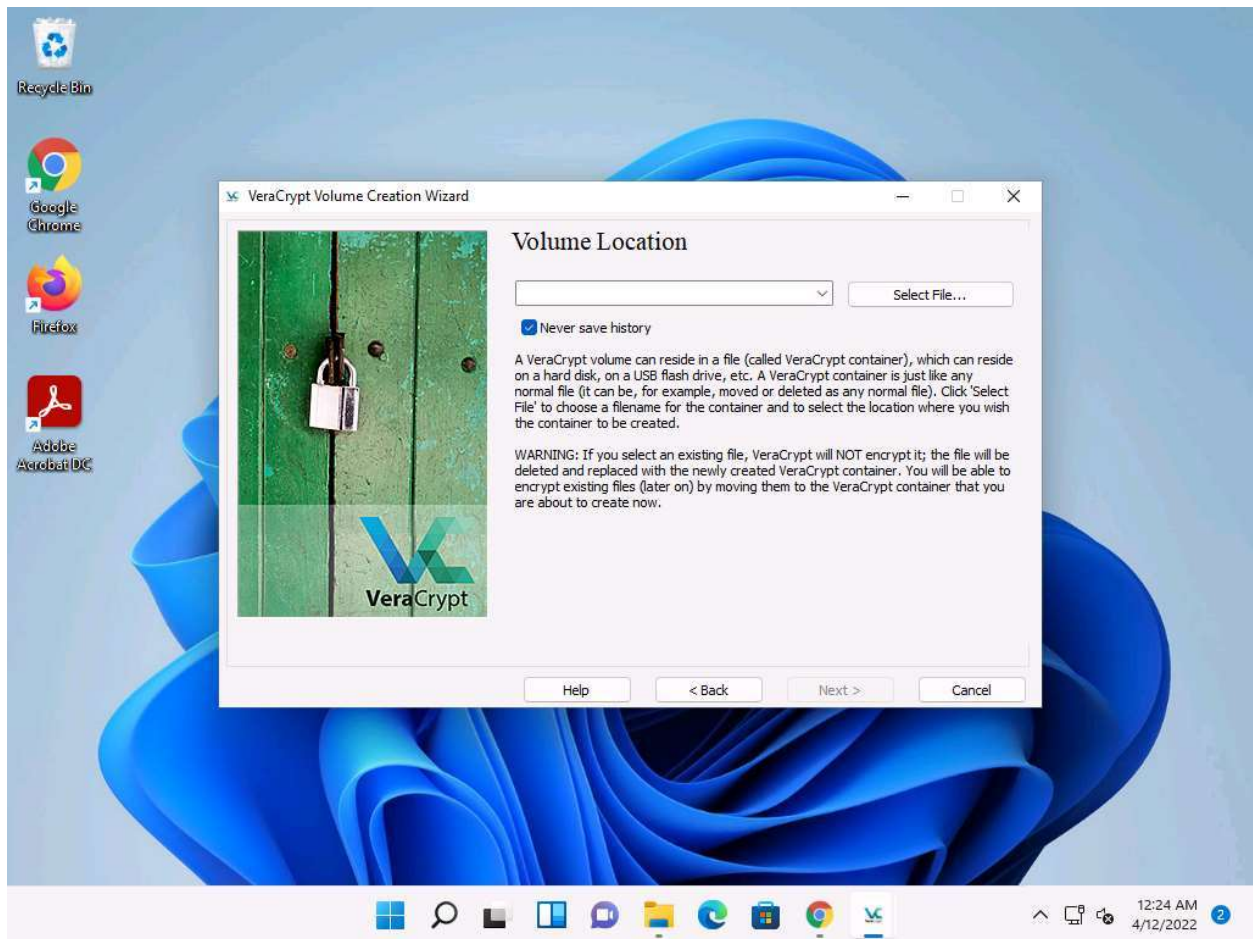 Recycle Bin
Google
Chrome
Firefox
Adobe
Acrobat DC
VeraCrypt Volume Creation Wizard
Volume Location
Select File...
Never save history
A VeraCrypt volume can reside in a file (called VeraCrypt container), which can reside
on a hard disk, on a USB flash drive, etc. A VeraCrypt container is just like any
normal file (it can be, for example, moved or deleted as any normal file). Click 'Select
File' to choose a filename for the container and to select the location where you wish
the container to be created.
WARNING: If you select an existing file, VeraCrypt will NOT encrypt it; the file will be
deleted and replaced with the newly created VeraCrypt container. You will be able to
encrypt existing files (later on) by moving them to the VeraCrypt container that you
are about to create now.
VeraCrypt
Help
< Back
Next >
Cancel
12:24 AM
4/12/2022
2